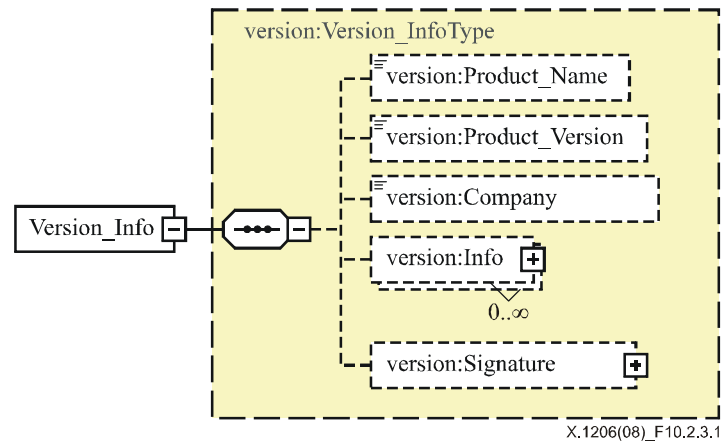 version:Version_InfoType
version:Product_Name
version:Product_Version
version:Company
Version_Info
version:Info
0..∞
version:Signature
X.1206(08)_F10.2.3.1